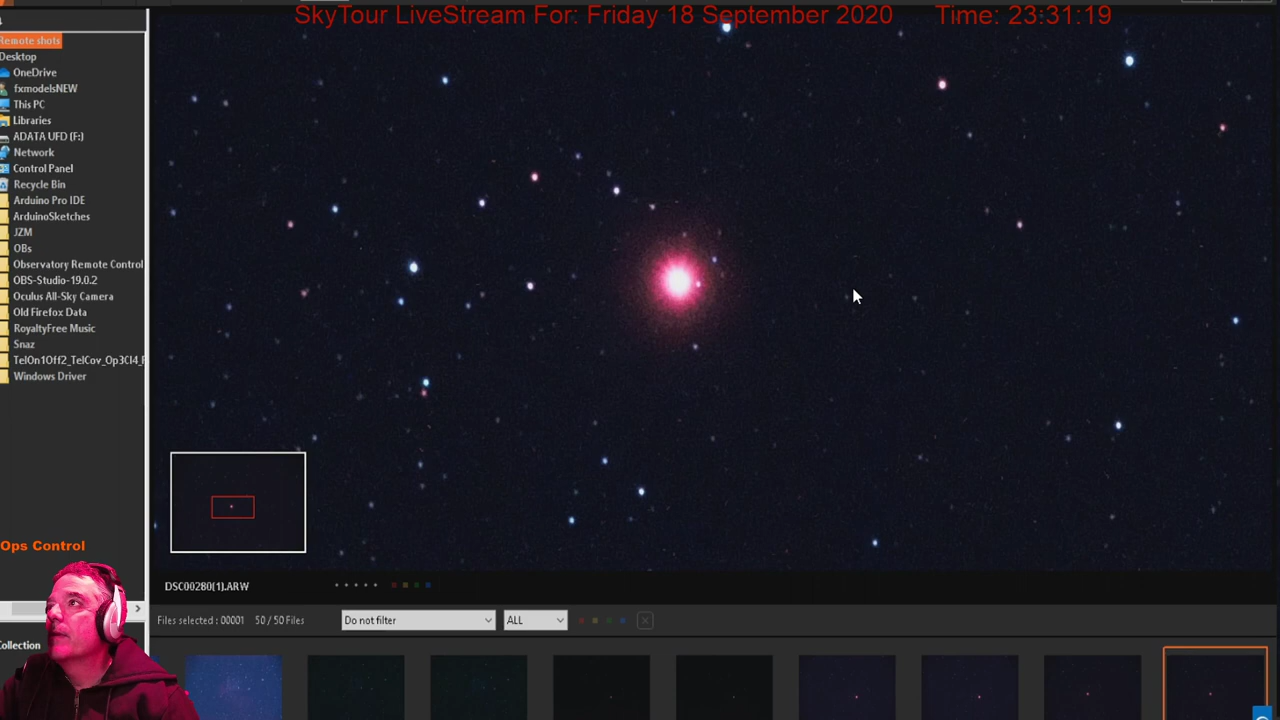 SkyTour LiveStream For: Friday 18 September 2020 Time: 23:31:19
Remote shots
Desktop
OneDrive
fxmodelsNEW
This PC
Libraries
ADATA UFD (F:)
Network
Control Panel
Recycle Bin
Arduino Pro IDE
ArduinoSketches
JZM
OBs
Observatory Remote Control
OBS-Studio-19.0.2
Oculus All-Sky Camera
Old Firefox Data
RoyaltyFree Music
Snaz
TelOn1Off2_TelCov_Op3Cl4_
Windows Driver
Ops Control
DSC00280(1).ARW
Files selected : 00001 50 / 50 Files
Do not filter
ALL
Collection